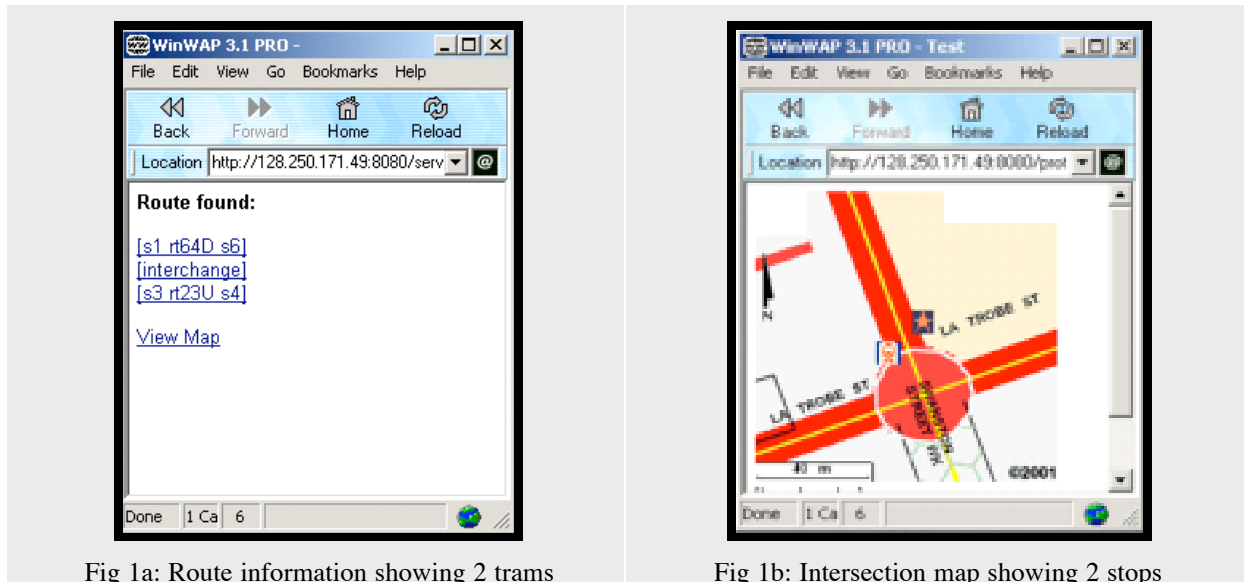 WinWAP 3.1 PRO -
File Edit View Go Bookmarks Help
Back Forward Home Reload
Location http://128.250.171.49:8080/serv
Route found:
[s1 rt64D s6]
[interchange]
[s3 rt23U s4]
View Map
Done 1 Ca 6
Fig 1a: Route information showing 2 trams
WinWAP 3.1 PRO - Test
File Edit View Go Bookmarks Help
Back Forward Home Reload
Location http://128.250.171.49:8080/prot
N
LA TROBE ST
LA TROBE ST
SWANSTON
STREET
40 m
©2001
Done 1 Ca 6
Fig 1b: Intersection map showing 2 stops